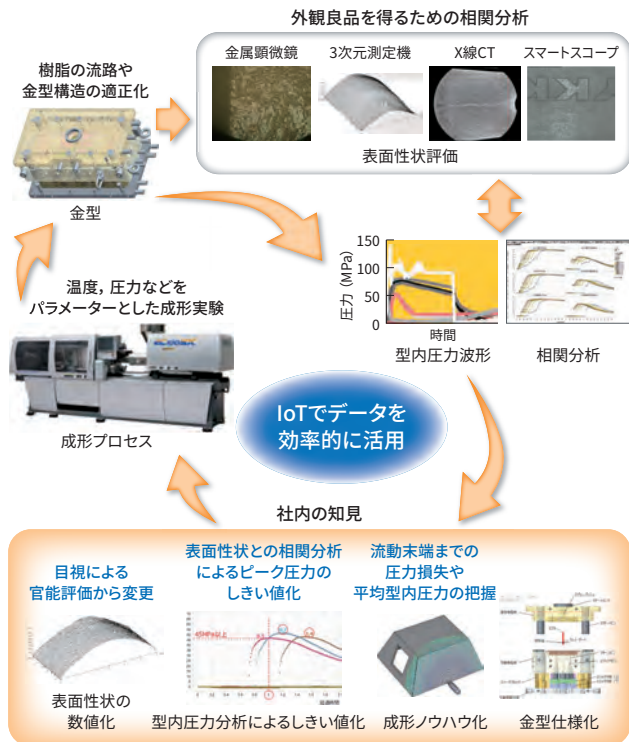 外観良品を得るための相関分析
金属顕微鏡
3次元測定機
X線CT
スマートスコープ
表面性状評価
樹脂の流路や
金型構造の適正化
金型
圧力 (MPa)
150
100
50
0
時間
型内圧力波形
相関分析
温度，圧力などを
パラメーターとした成形実験
成形プロセス
IoTでデータを
効率的に活用
社内の知見
目視による
官能評価から変更
表面性状の
数値化
表面性状との相関分析
によるピーク圧力の
しきい値化
型内圧力分析によるしきい値化
流動末端までの
圧力損失や
平均型内圧力の把握
成形ノウハウ化
金型仕様化